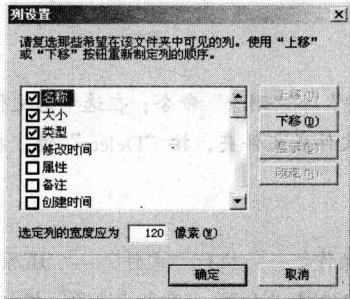 列设置
请复选那些希望在该文件夹中可见的列。使用“上移”
或“下移”按钮重新制定列的顺序。
名称
大小
类型
修改时间
属性
备注
创建时间
上移(U)
下移(D)
显示(S)
隐藏(H)
选定列的宽度应为 120 像素(W)
确定
取消